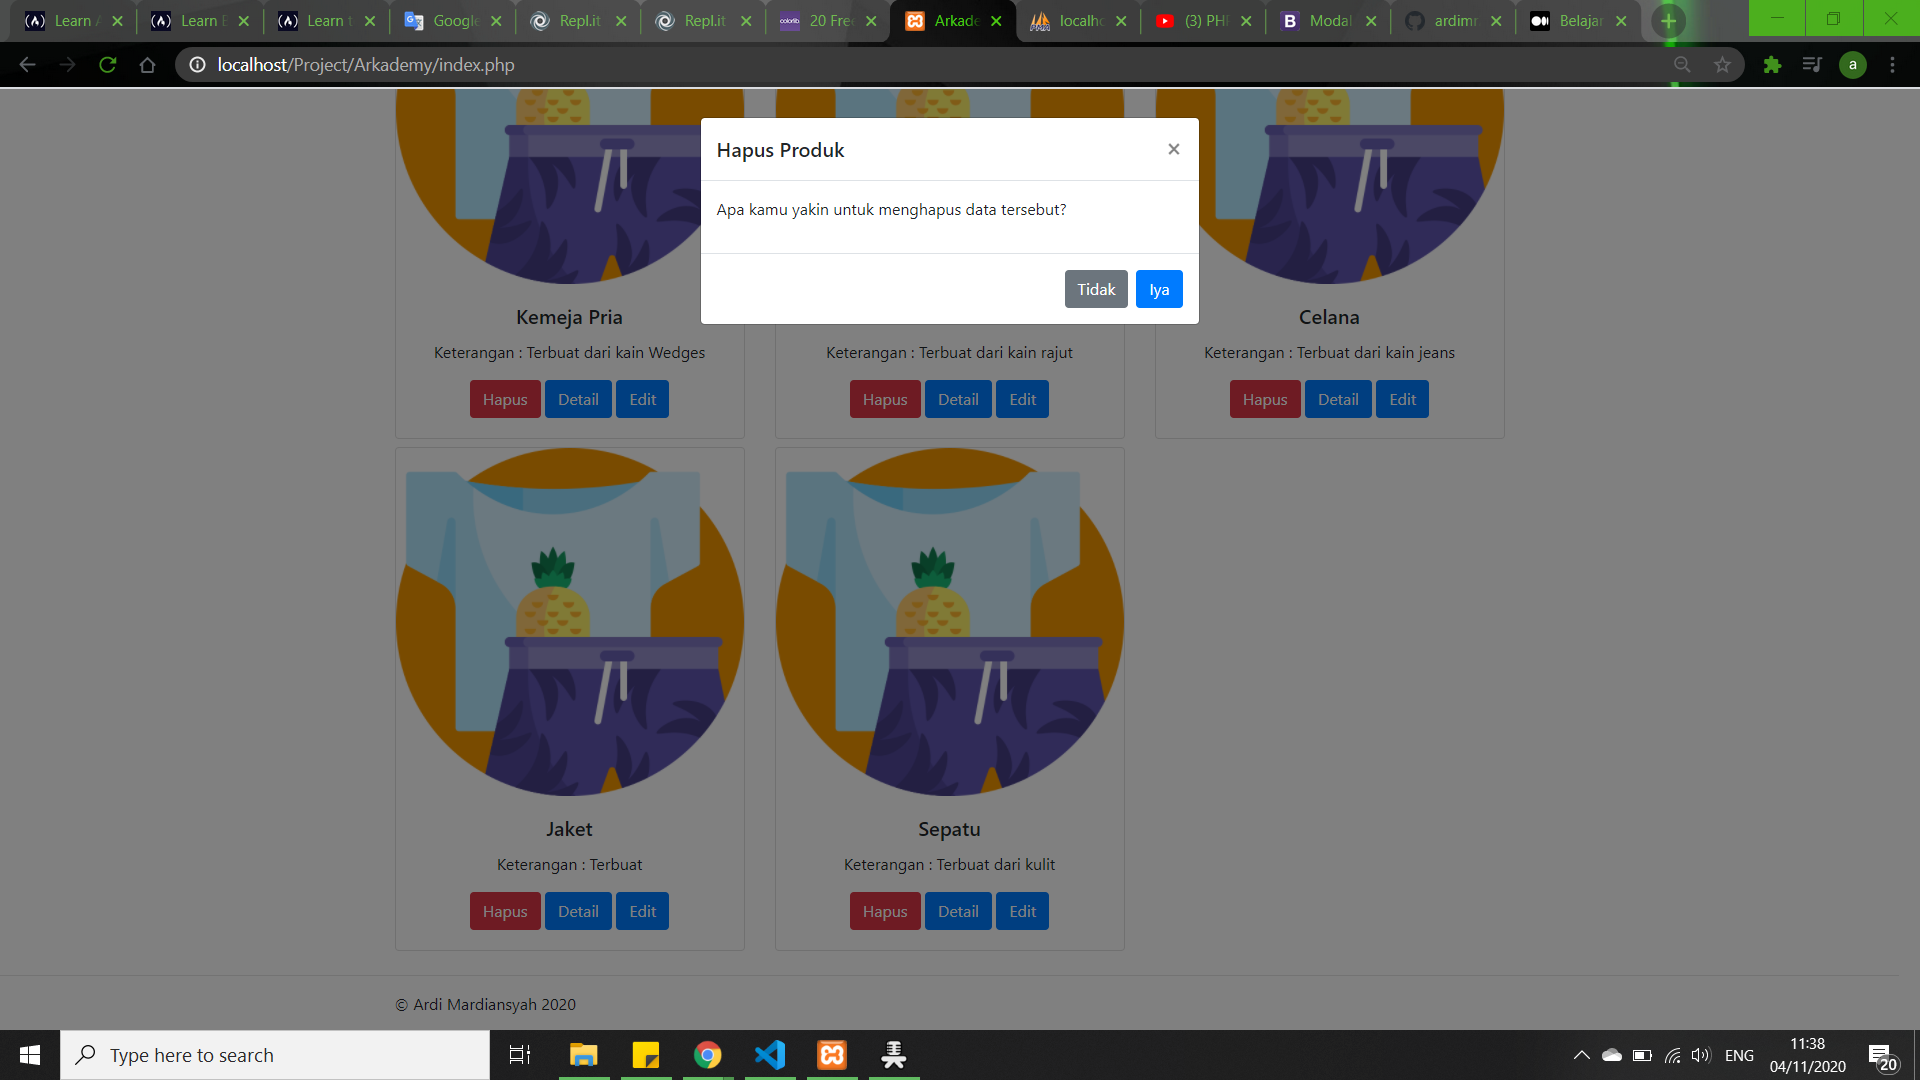 Learn
Learn
Learn
Google
Repl.it
Repl.it
20 Free
Arkade
localho
(3) PHP
Modal
ardimr
Belajar
localhost/Project/Arkademy/index.php
a
Hapus Produk
×
Apa kamu yakin untuk menghapus data tersebut?
Tidak Iya
Kemeja Pria
Keterangan : Terbuat dari kain Wedges
Hapus Detail Edit
Keterangan : Terbuat dari kain rajut
Hapus Detail Edit
Celana
Keterangan : Terbuat dari kain jeans
Hapus Detail Edit
Jaket
Keterangan : Terbuat
Hapus Detail Edit
Sepatu
Keterangan : Terbuat dari kulit
Hapus Detail Edit
© Ardi Mardiansyah 2020
Type here to search
ENG
11:38
04/11/2020
20